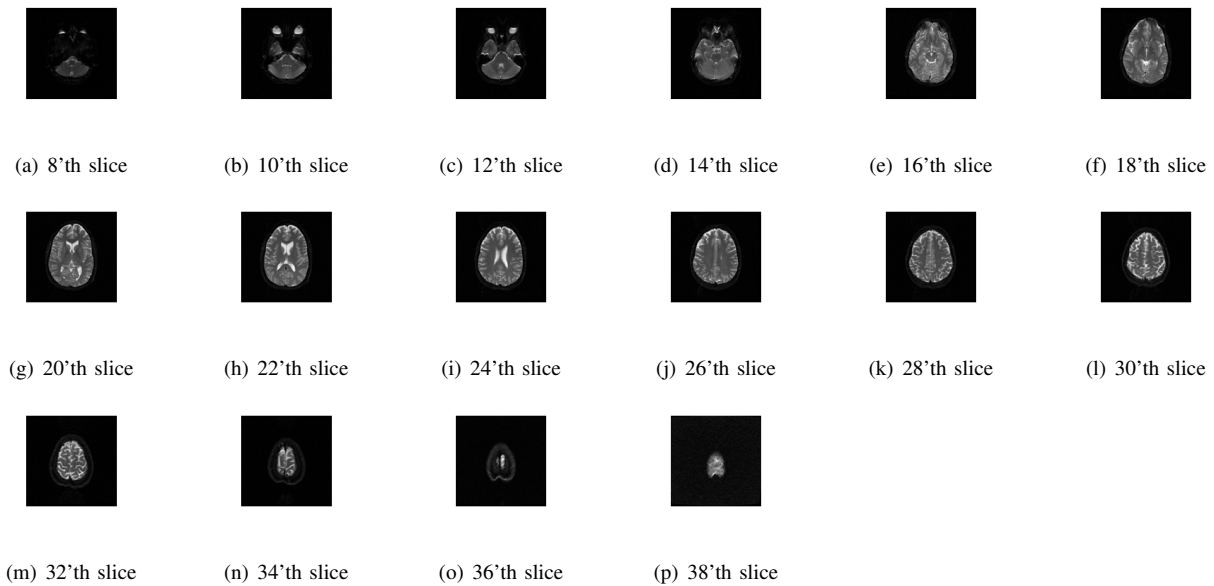 (a) 8'th slice
(b) 10'th slice
(c) 12'th slice
(d) 14'th slice
(e) 16'th slice
(f) 18'th slice
(g) 20'th slice
(h) 22'th slice
(i) 24'th slice
(j) 26'th slice
(k) 28'th slice
(l) 30'th slice
(m) 32'th slice
(n) 34'th slice
(o) 36'th slice
(p) 38'th slice